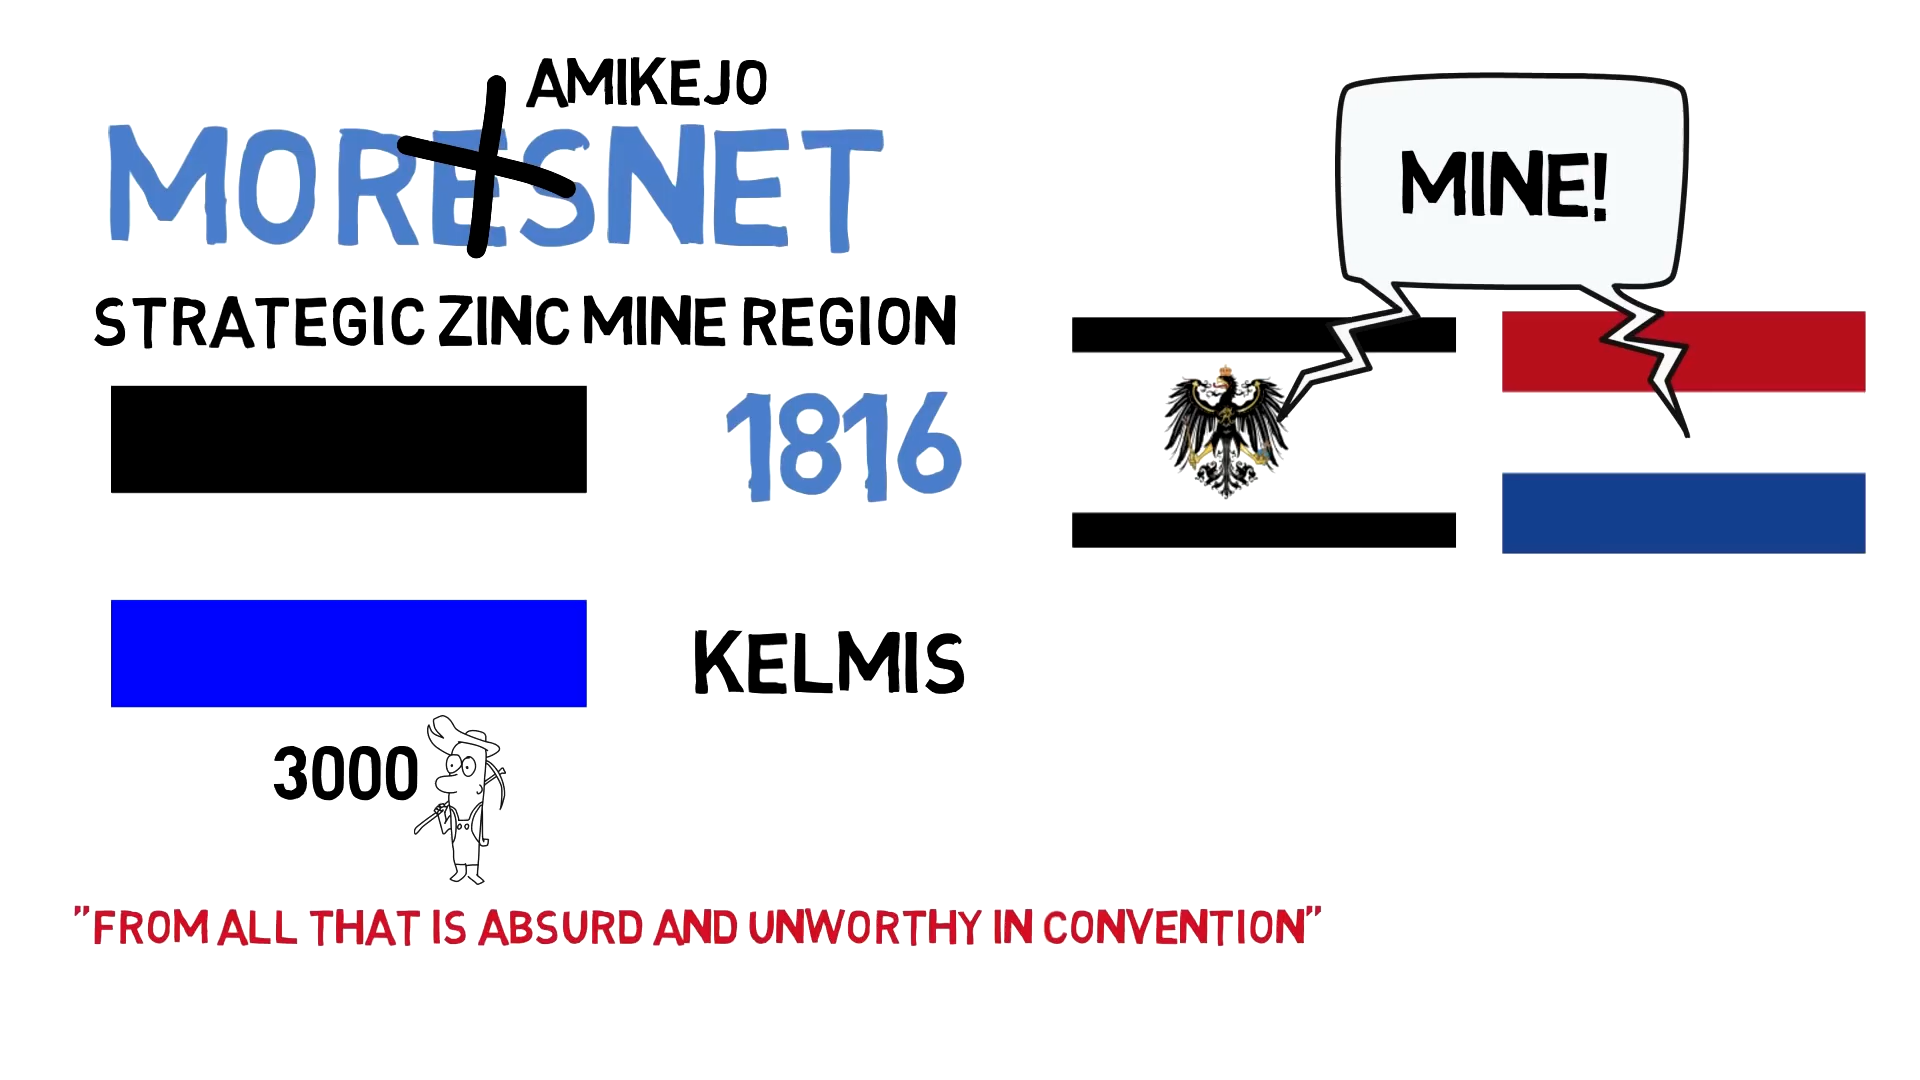 AMIKEJO
MORESNET
MINE!
STRATEGIC ZINC MINE REGION
1816
KELMIS
3000
"FROM ALL THAT IS ABSURD AND UNWORTHY IN CONVENTION"